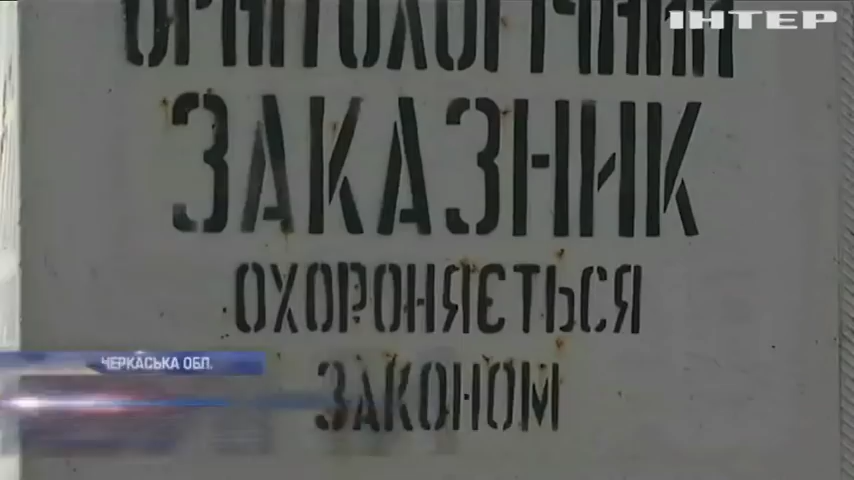 ІНТЕР
ОРНІТОЛОГІЧНИЙ
ЗАКАЗНИК
ОХОРОНЯЄТЬСЯ
ЗАКОНОМ
ЧЕРКАСЬКА ОБЛ.